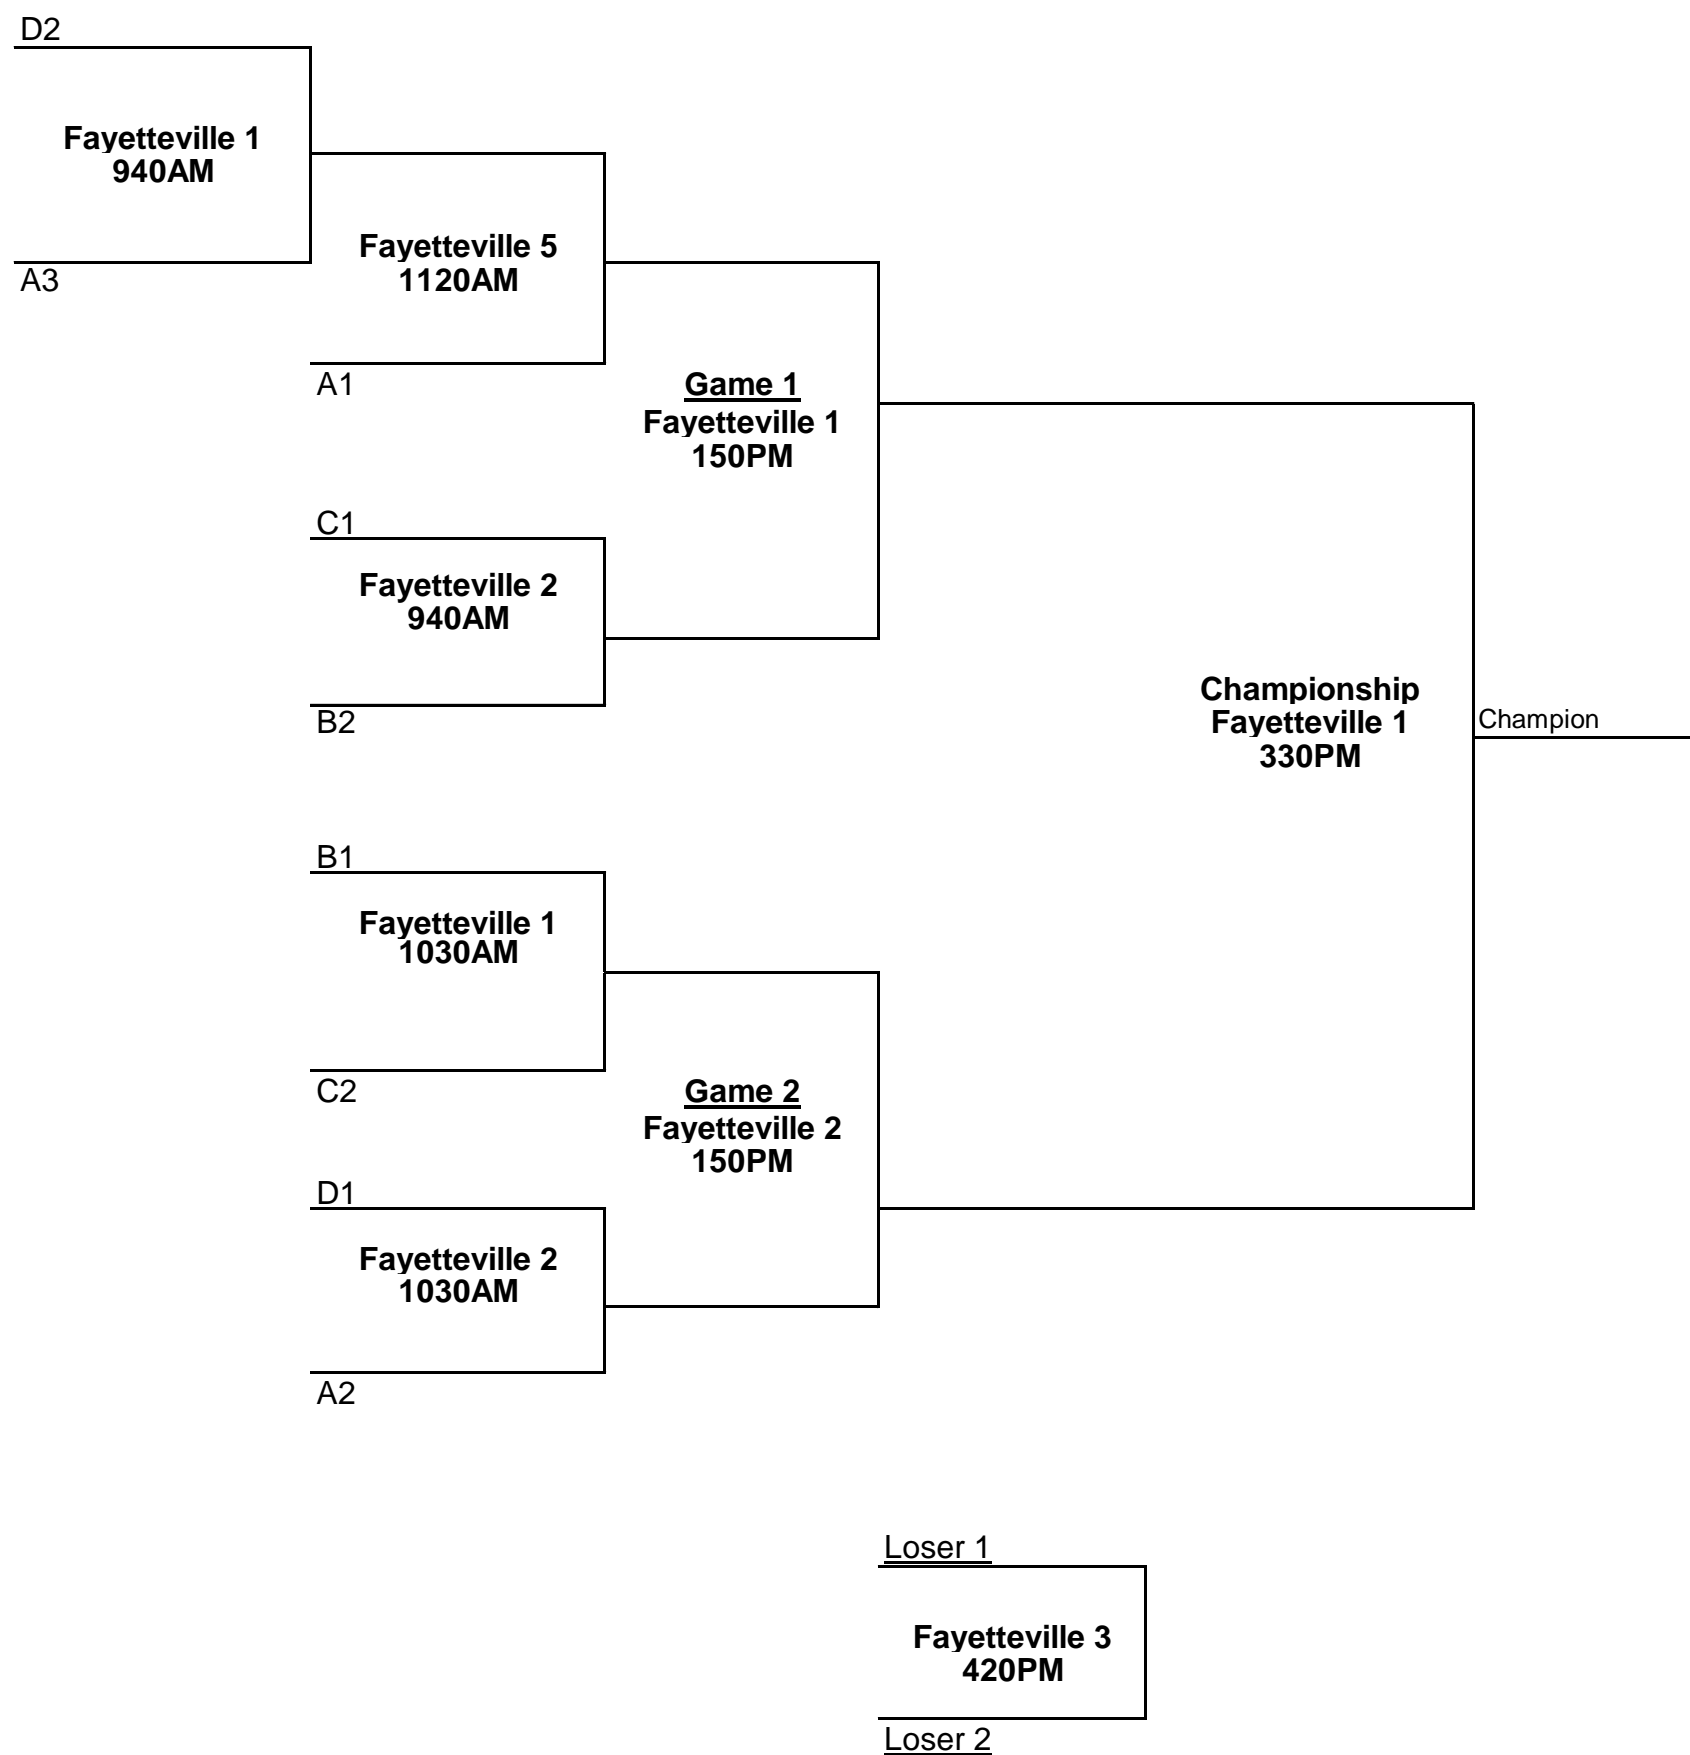 D2
Fayetteville 1
940AM
A3
Fayetteville 5
1120AM
A1
Game 1
Fayetteville 1
150PM
C1
Fayetteville 2
940AM
B2
Championship
Fayetteville 1
330PM
Champion
B1
Fayetteville 1
1030AM
C2
Game 2
Fayetteville 2
150PM
D1
Fayetteville 2
1030AM
A2
Loser 1
Fayetteville 3
420PM
Loser 2